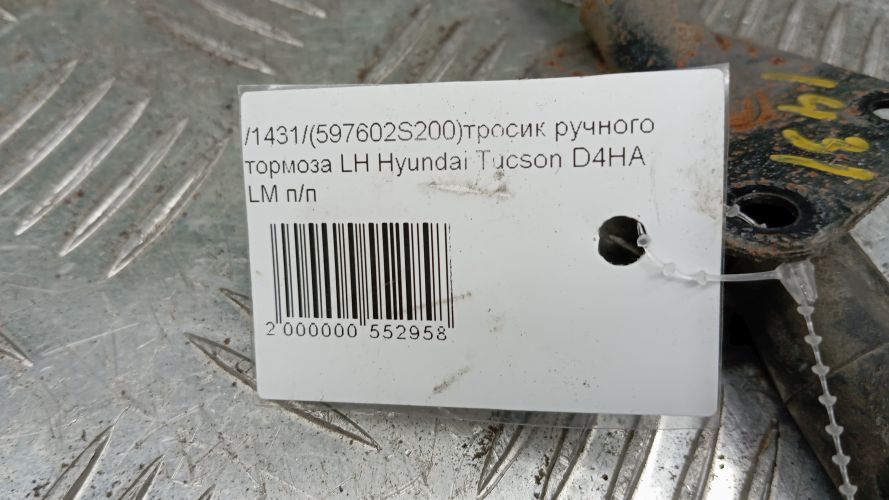 /1431/(597602S200)тросик ручного
тормоза LH Hyundai Tucson D4HA
LM п/п
2 000000 552958
1431